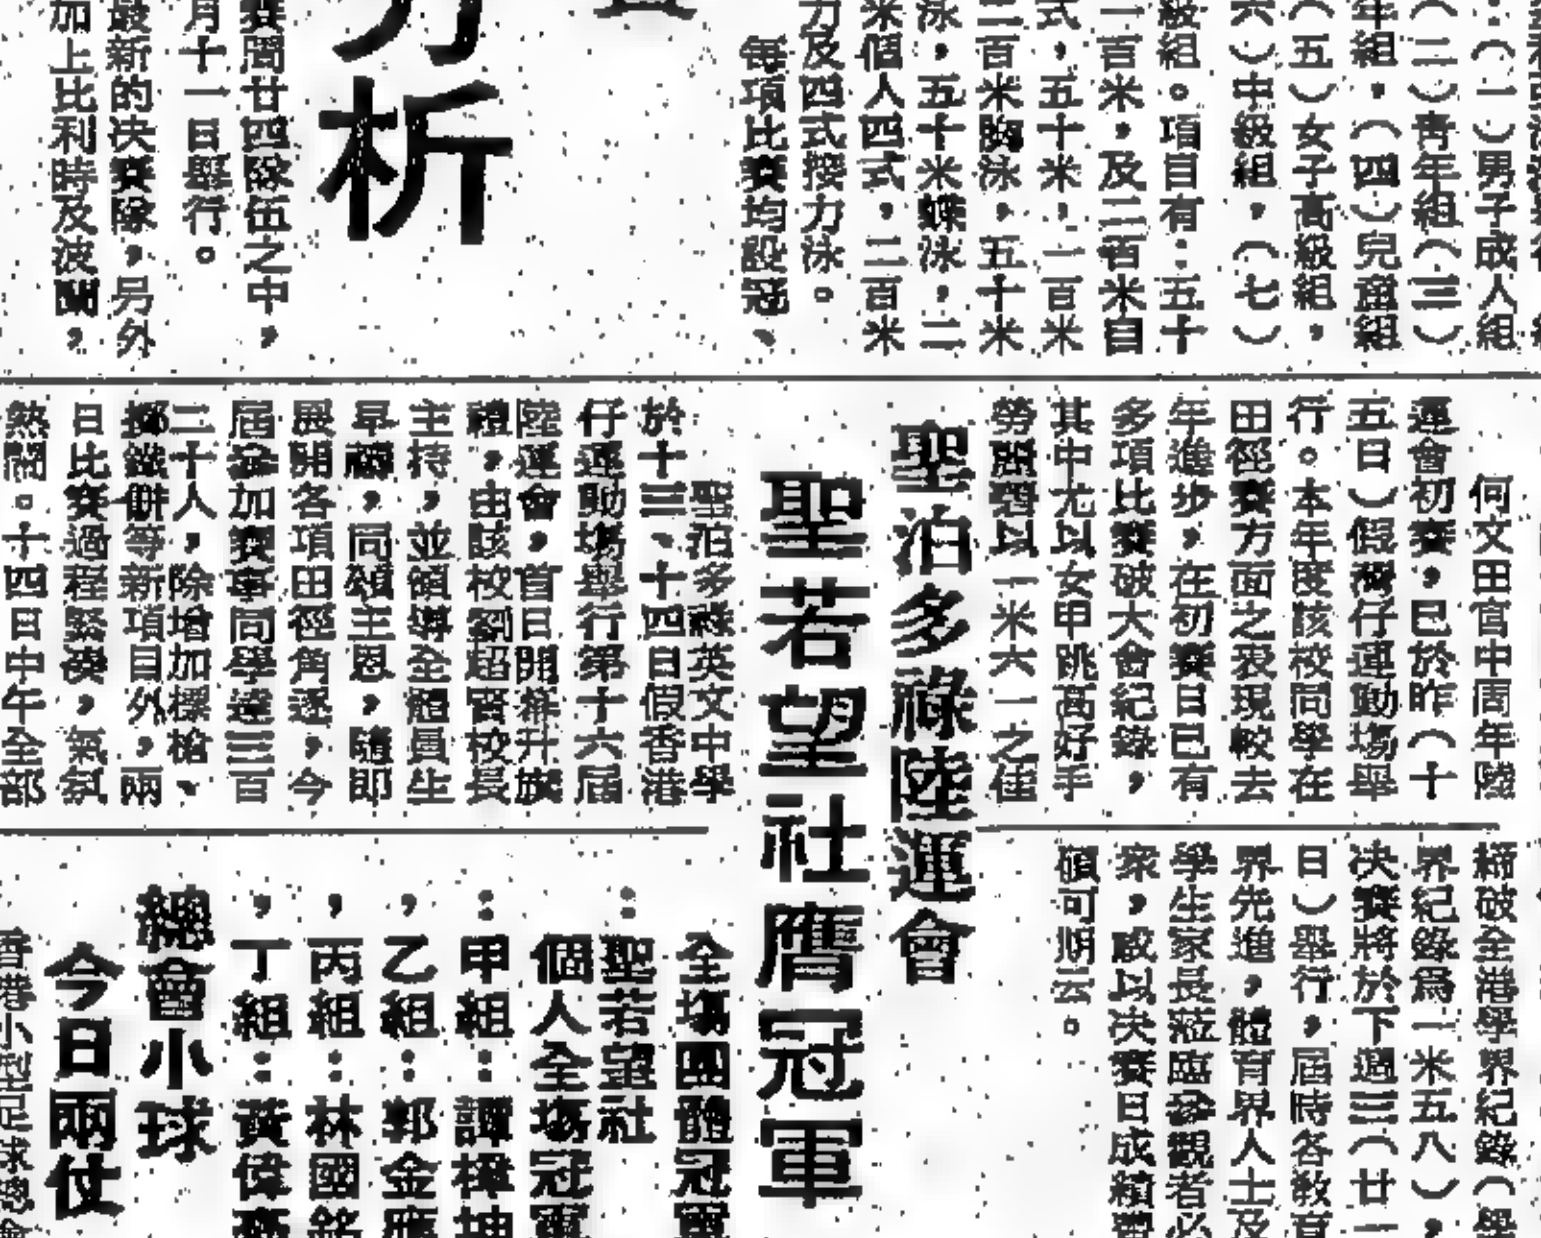 ：（一）男子成人組
（二）青年組（三）
年組，（四）兒童組
（五）女子高級組，
六）中級組，（七）
級組。項目有：五十
一百米，及二百米自
式，五十米，一百米
二百米胸泳，五十米
泳，五十米蝶泳，二
米個人四式，二百米
力及四式接力泳。
每項比賽均設冠、
析
賽閣廿四隊伍之中，
月十一日舉行。
最新的決賽隊，另外
加上比利時及波蘭，
何文田官中周年陸
運會初賽，已於昨（十
五日）假灣仔運動場舉
行。本年度該校同學在
田徑賽方面之表現較去
年進步，在初賽日已有
多項比賽破大會紀錄，
其中尤以女甲跳高好手
勞照翹以一米六一之佳
締破全港學界紀錄（學
界紀錄為一米五八），
決賽將於下週三（廿一
日）舉行，屆時各教育
界先進，體育界人士及
學生家長蒞臨參觀者必
眾，咸以決賽日成績
碩可期云。
聖泊多祿陸運會
聖若望社膺冠軍
聖泊多祿英文中學
於十三、十四日假香港
仔運動場舉行第十六屆
陸運會，首日開幕升旗
禮，由該校劉超賢校長
主持，並領導全體員生
早禱，同頌主恩，隨即
展開各項田徑角逐，今
屆參加賽事同學達三百
二十人，除增加標槍、
擲鐵餅等新項目外，兩
日比賽過程緊湊，氣氛
熱鬧。十四日中午全部
全場團體冠軍
：聖若望社
個人全場冠軍
：甲組：譚權坤
，乙組：郭金應
，丙組：林國銘
，丁組：黃偉
總會小球
今日兩仗
香港小型足球總會